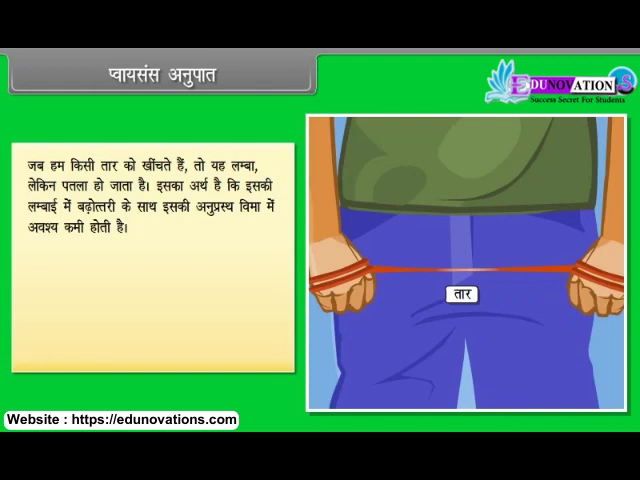 प्वायसंस अनुपात
EDUNOVATIONS
Success Secret For Students
जब हम किसी तार को खींचते हैं, तो यह लम्बा,
लेकिन पतला हो जाता है। इसका अर्थ है कि इसकी
लम्बाई में बढ़ोत्तरी के साथ इसकी अनुप्रस्थ विमा में
अवश्य कमी होती है।
तार
Website : https://edunovations.com